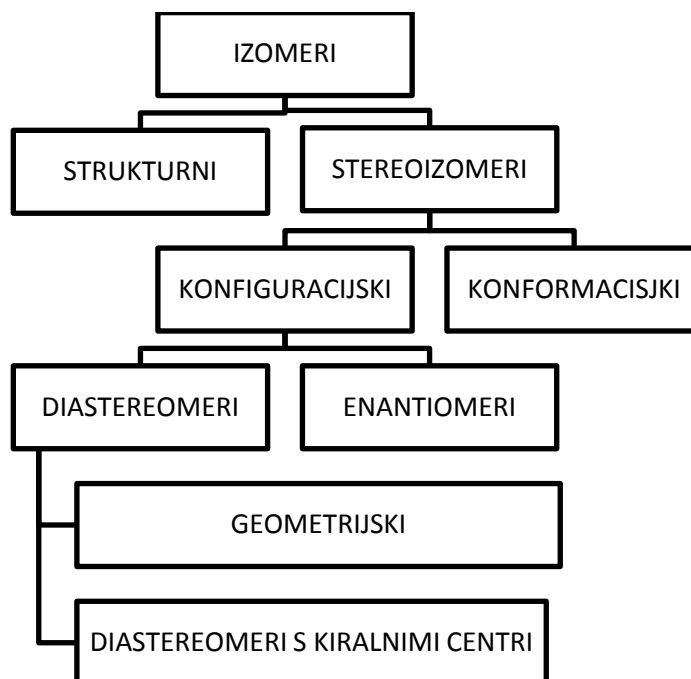 IZOMERI
STRUKTURNI
STEREOIZOMERI
KONFIGURACIJSKI
KONFORMACISJKI
DIASTEREOMERI
ENANTIOMERI
GEOMETRIJSKI
DIASTEREOMERI S KIRALNIMI CENTRI